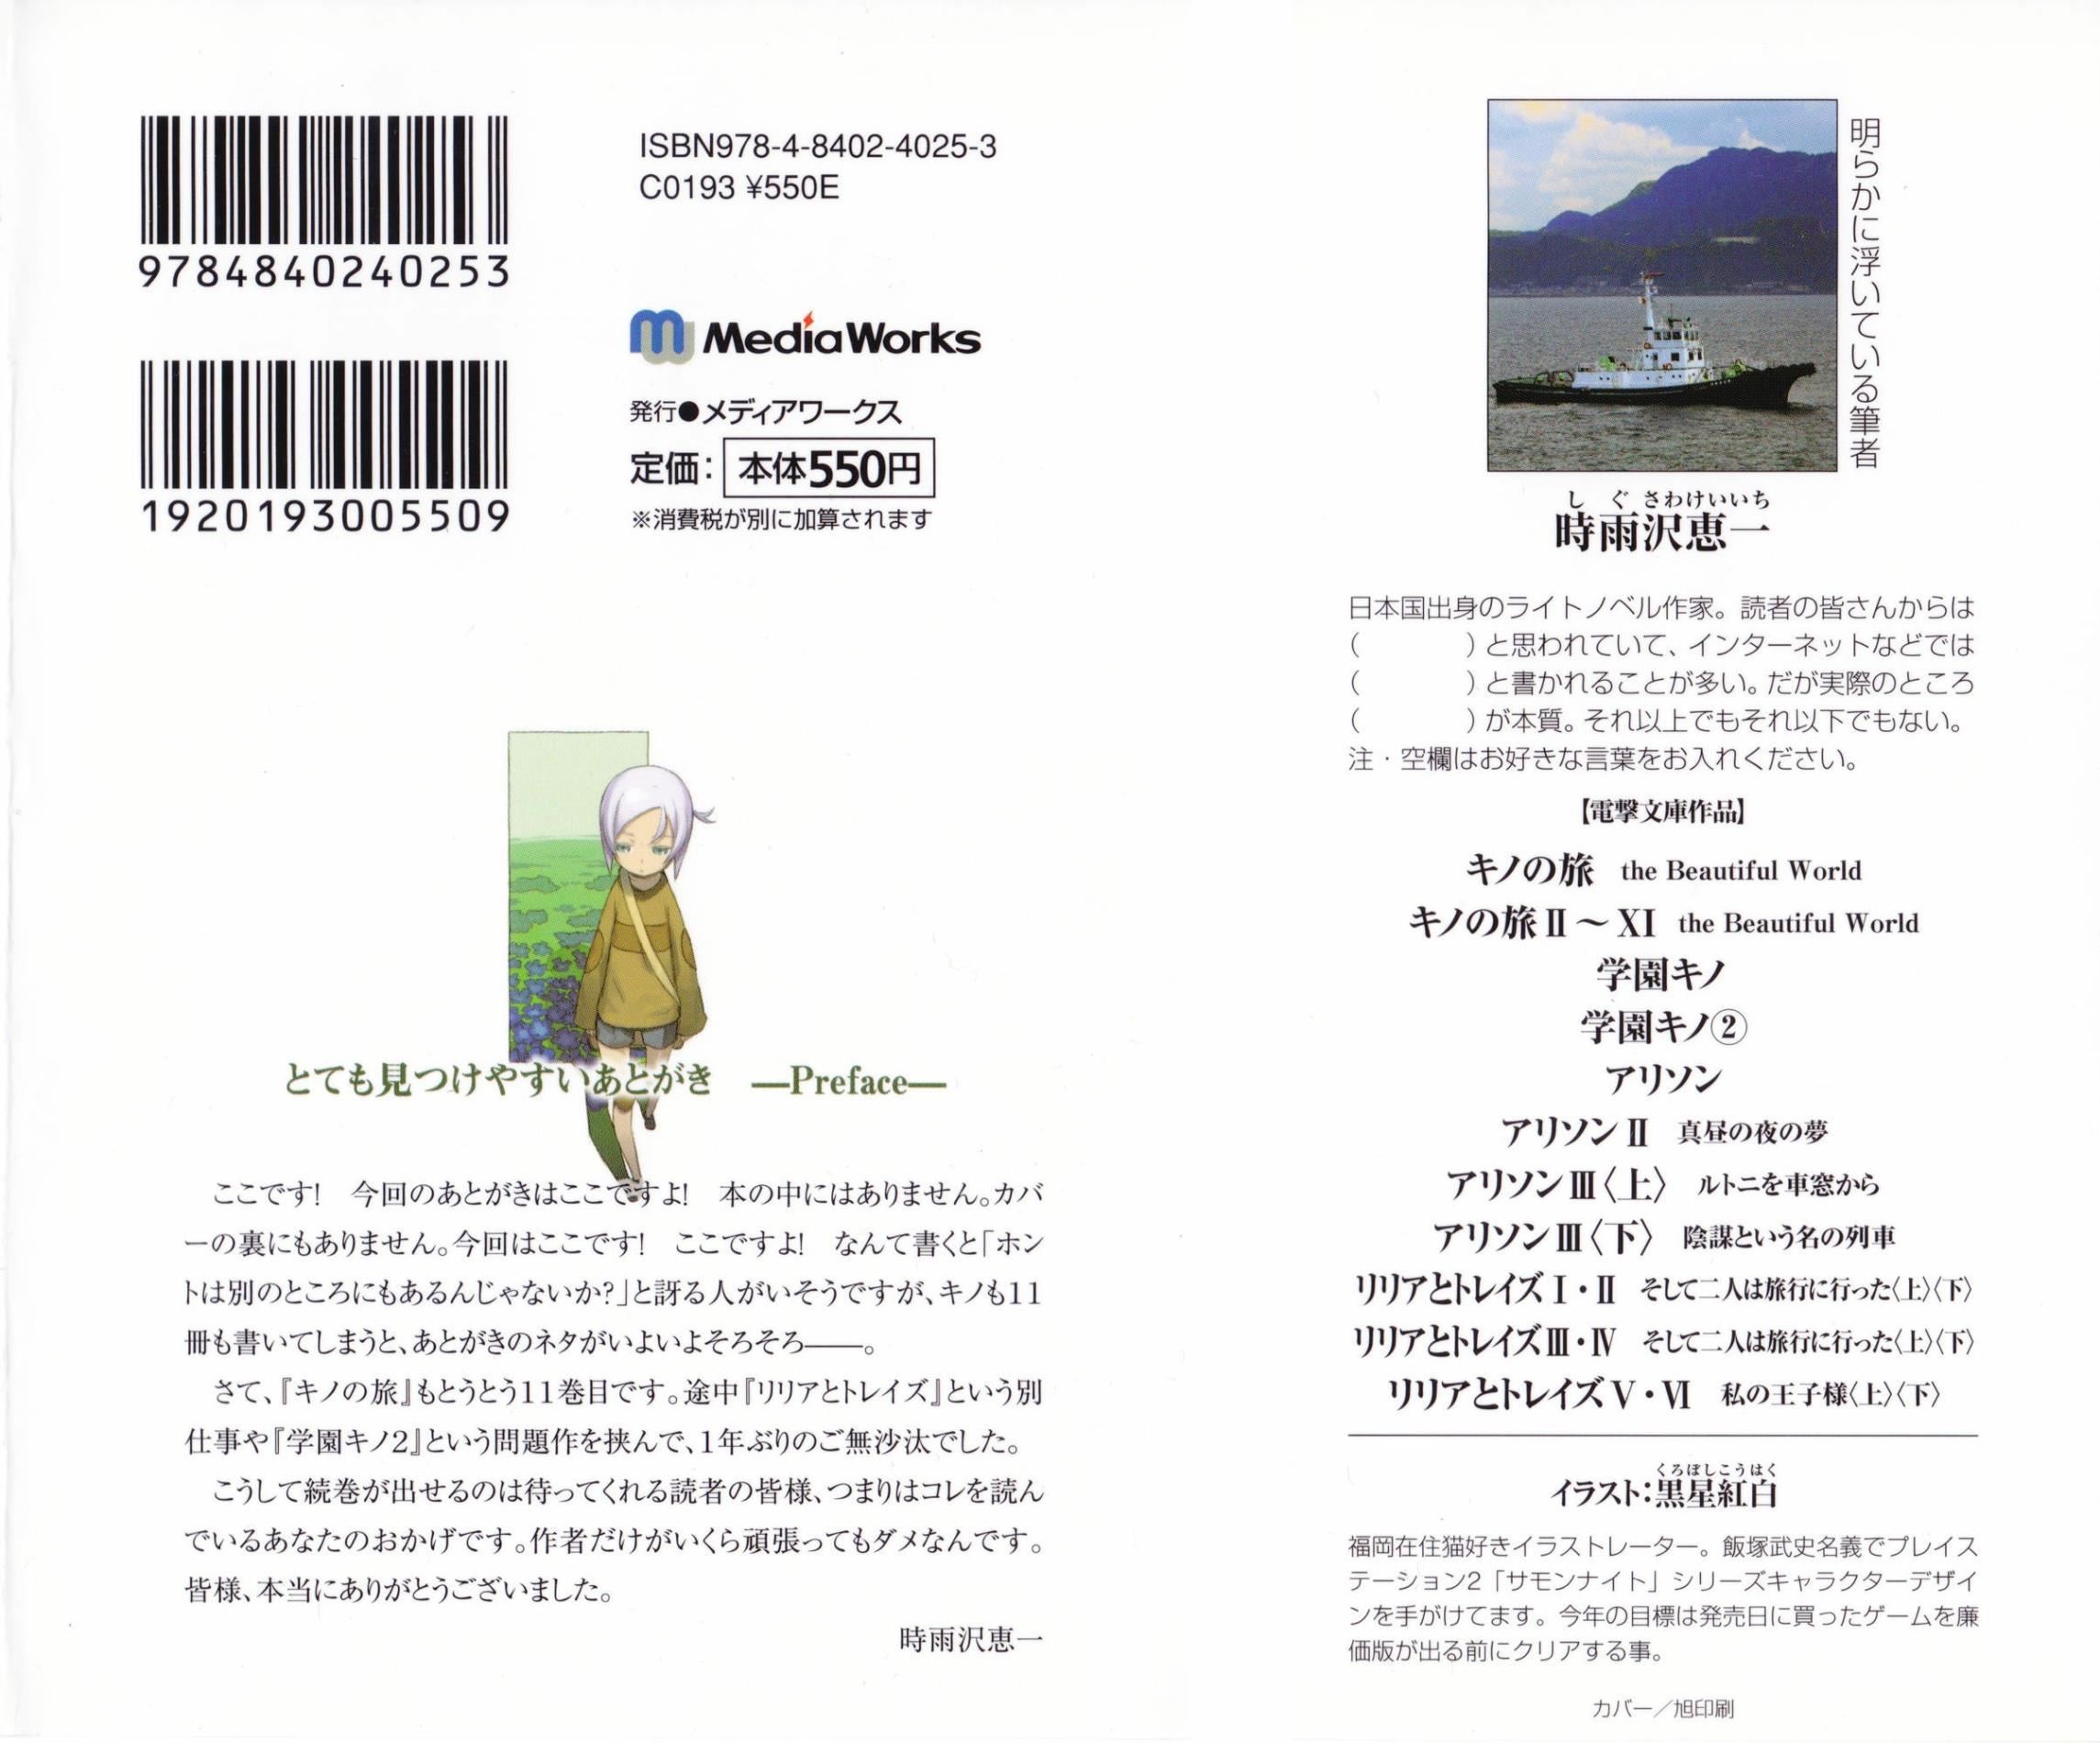 9784840240253
ISBN978-4-8402-4025-3
C0193 ¥550E
1920193005509
MediaWorks
発行●メディアワークス
定価：本体550円
※消費税が別に加算されます
とても見つけやすいあとがき　―Preface―
ここです！　今回のあとがきはここですよ！　本の中にはありません。カバ
ーの裏にもありません。今回はここです！　ここですよ！　なんて書くと「ホン
トは別のところにもあるんじゃないか？」と訝る人がいそうですが、キノも11
冊も書いてしまうと、あとがきのネタがいよいよそろそろ――。
さて、『キノの旅』もとうとう11巻目です。途中『リリアとトレイズ』という別
仕事や『学園キノ2』という問題作を挟んで、1年ぶりのご無沙汰でした。
こうして続巻が出せるのは待ってくれる読者の皆様、つまりはコレを読ん
でいるあなたのおかげです。作者だけがいくら頑張ってもダメなんです。
皆様、本当にありがとうございました。
時雨沢恵一
明らかに浮いている筆者
しぐさわけいいち
時雨沢恵一
日本国出身のライトノベル作家。読者の皆さんからは
（　　　　）と思われていて、インターネットなどでは
（　　　　）と書かれることが多い。だが実際のところ
（　　　　）が本質。それ以上でもそれ以下でもない。
注・空欄はお好きな言葉をお入れください。
【電撃文庫作品】
キノの旅　the Beautiful World
キノの旅Ⅱ～Ⅺ　the Beautiful World
学園キノ
学園キノ②
アリソン
アリソンⅡ　真昼の夜の夢
アリソンⅢ〈上〉　ルトニを車窓から
アリソンⅢ〈下〉　陰謀という名の列車
リリアとトレイズⅠ・Ⅱ　そして二人は旅行に行った〈上〉〈下〉
リリアとトレイズⅢ・Ⅳ　そして二人は旅行に行った〈上〉〈下〉
リリアとトレイズⅤ・Ⅵ　私の王子様〈上〉〈下〉
くろぼしこうはく
イラスト：黒星紅白
福岡在住猫好きイラストレーター。飯塚武史名義でプレイス
テーション2「サモンナイト」シリーズキャラクターデザイ
ンを手がけてます。今年の目標は発売日に買ったゲームを廉
価版が出る前にクリアする事。
カバー／旭印刷